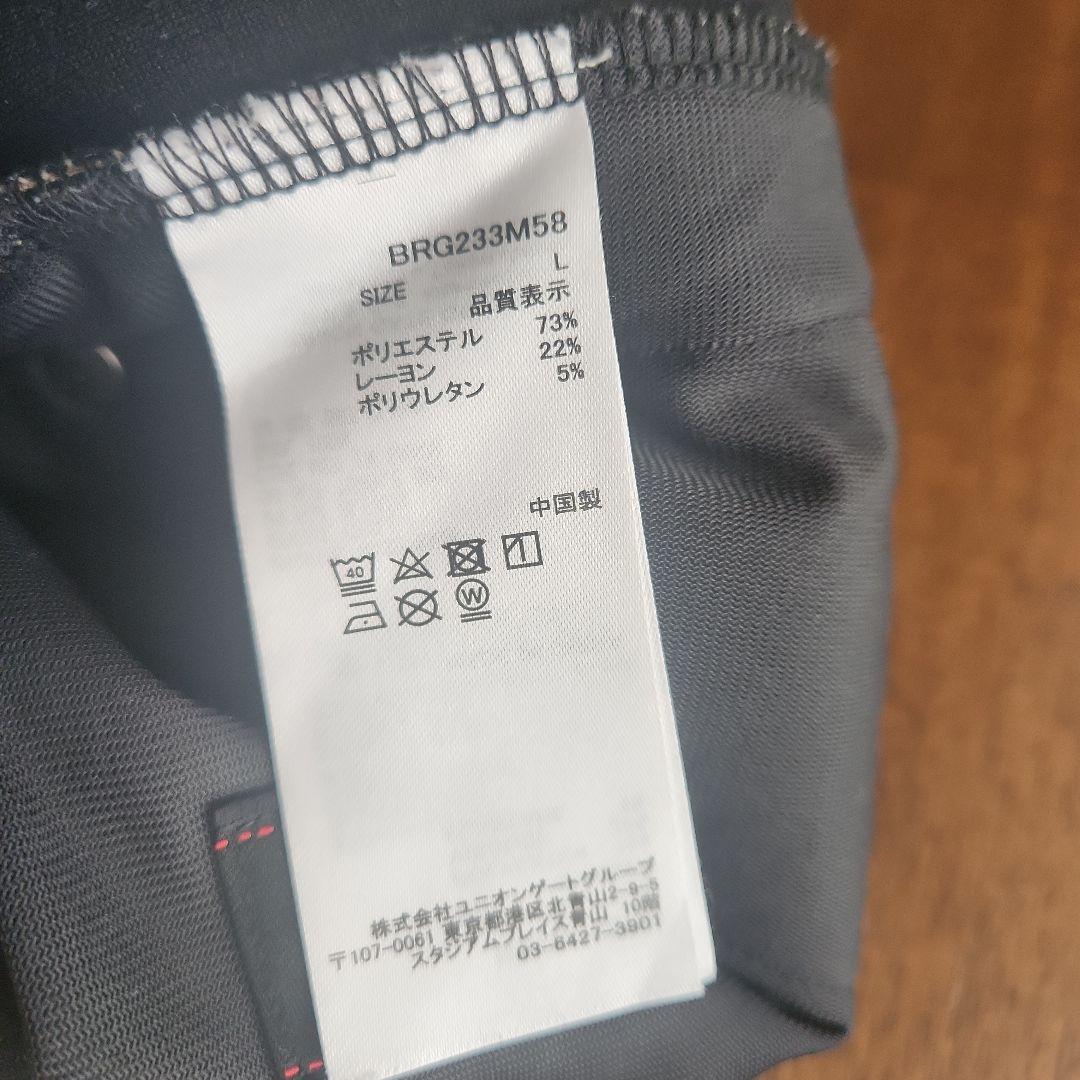 BRG233M58
SIZE L
品質表示
ポリエステル 73%
レーヨン 22%
ポリウレタン 5%
中国製
40
W
株式会社ユニオンゲートグループ
〒107-0061 東京都港区北青山2-9-5
スタジアムプレイス青山 10階
03-6427-3901